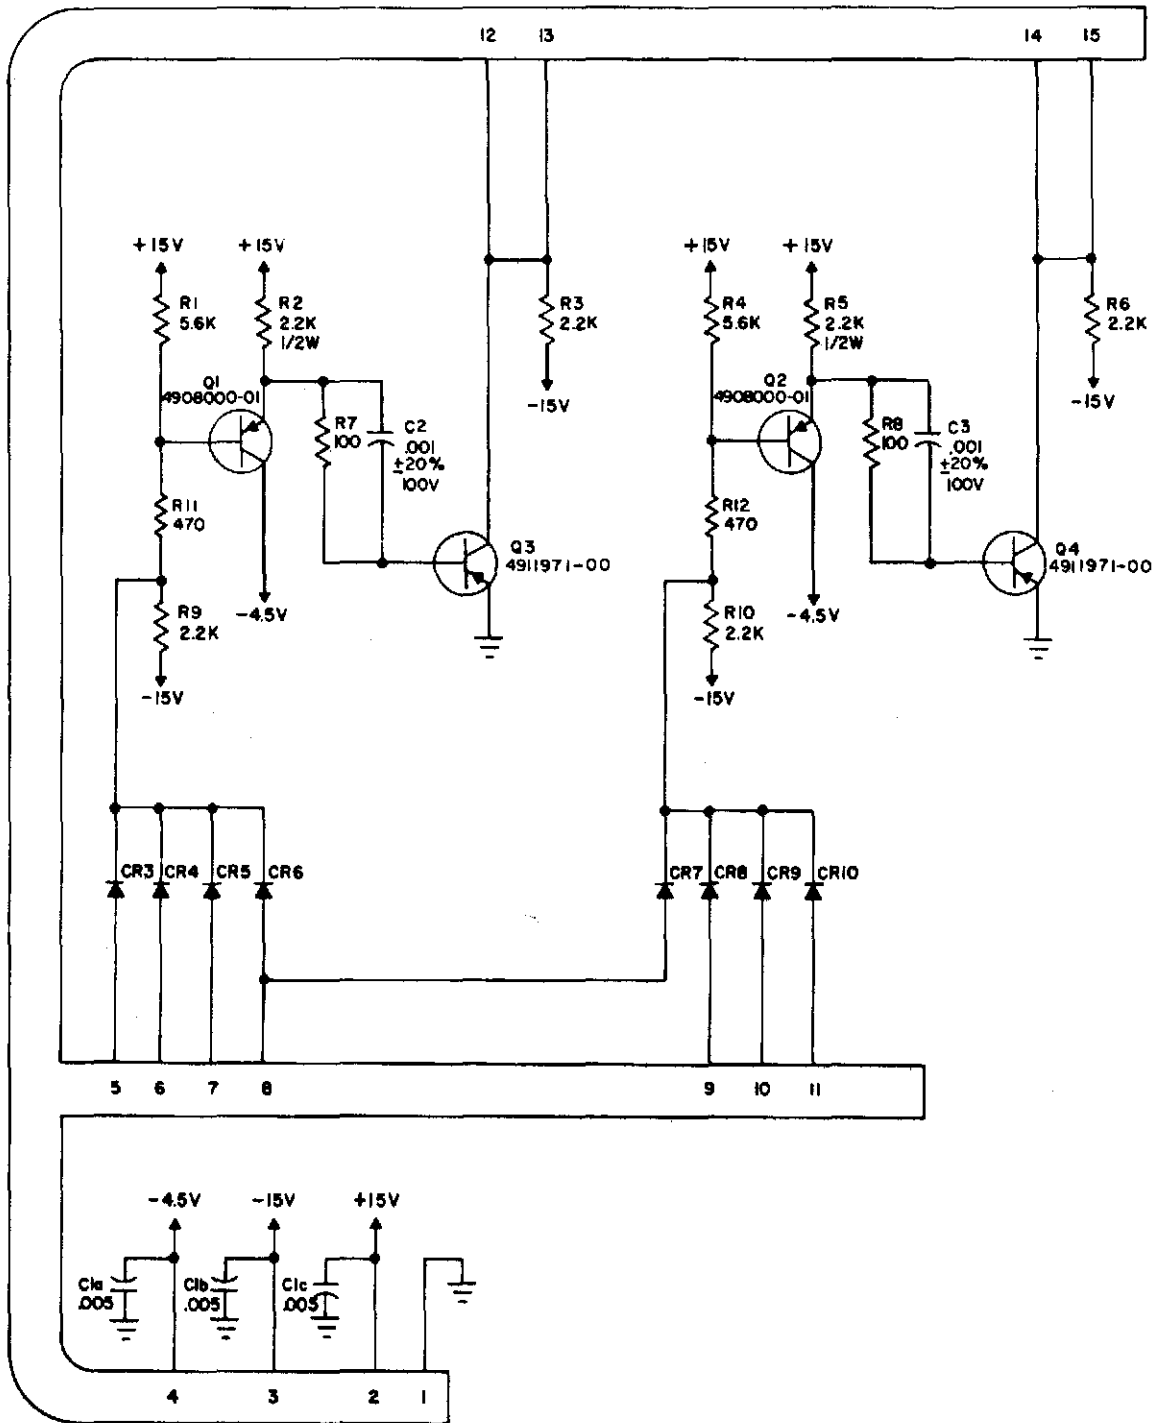 12 13 14 15
+15V +15V +15V +15V
R1
5.6K
R2
2.2K
1/2W
R3
2.2K
-15V
R4
5.6K
R5
2.2K
1/2W
R6
2.2K
-15V
Q1
4908000-01
R7
100
C2
.001
±20%
100V
Q2
4908000-01
R8
100
C3
.001
±20%
100V
R11
470
Q3
4911971-00
R12
470
Q4
4911971-00
R9
2.2K
-4.5V
-15V
R10
2.2K
-4.5V
-15V
CR3 CR4 CR5 CR6 CR7 CR8 CR9 CR10
5 6 7 8 9 10 11
-4.5V -15V +15V
C1a
.005
C1b
.005
C1c
.005
4 3 2 1